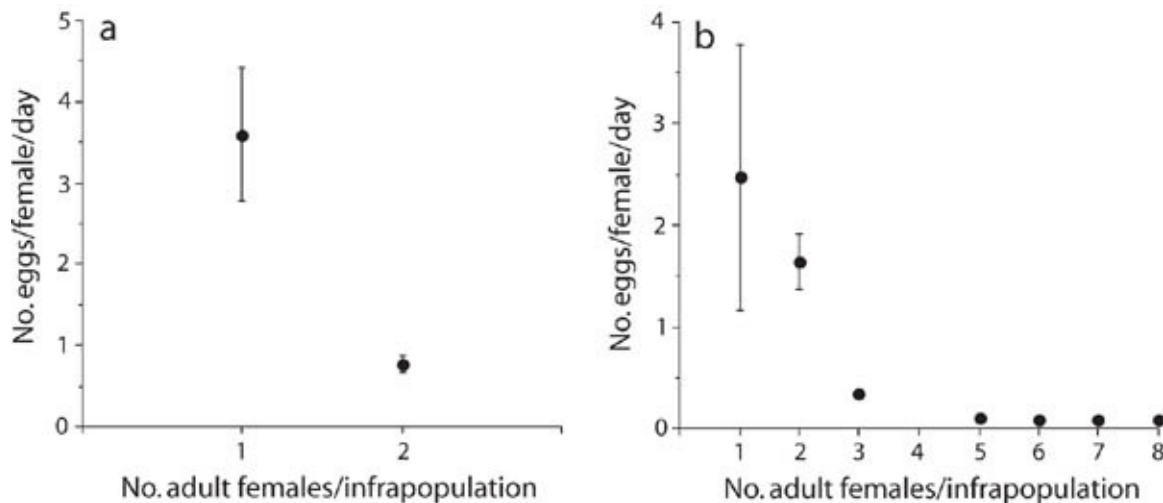 a
No. eggs/female/day
5
4
3
2
1
0
1 2
No. adult females/infrapopulation
b
No. eggs/female/day
4
3
2
1
0
1 2 3 4 5 6 7 8
No. adult females/infrapopulation